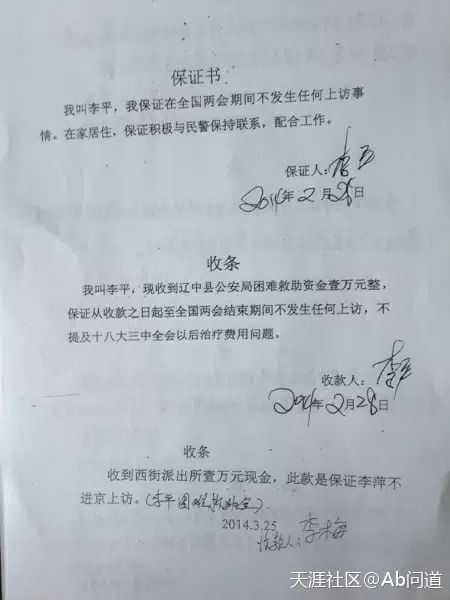 保证书
我叫李平，我保证在全国两会期间不发生任何上访事
情。在家居住，保证积极与民警保持联系，配合工作。
保证人：
2014年2月28日
收条
我叫李平，现收到辽中县公安局困难救助资金壹万元整，
保证从收款之日起至全国两会结束期间不发生任何上访，不
提及十八大三中全会以后治疗费用问题。
收款人：李平
2014年2月28日
收条
收到西街派出所壹万元现金，此款是保证李萍不
进京上访。（李平困难救助金）
2014.3.25
收款人：李梅
天涯社区@Ab问道